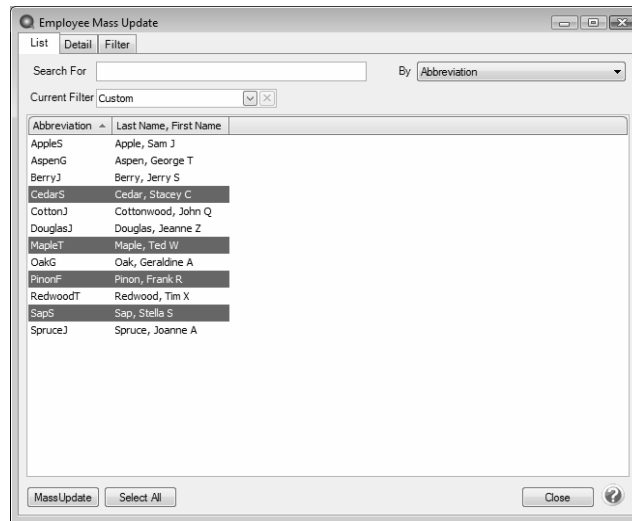 Employee Mass Update
List Detail Filter
Search For By Abbreviation
Current Filter Custom
Abbreviation Last Name, First Name
AppleS Apple, Sam J
AspenG Aspen, George T
BerryJ Berry, Jerry S
CedarS Cedar, Stacey C
CottonJ Cottonwood, John Q
DouglasJ Douglas, Jeanne Z
MapleT Maple, Ted W
OakG Oak, Geraldine A
PinonF Pinon, Frank R
RedwoodT Redwood, Tim X
SapS Sap, Stella S
SpruceJ Spruce, Joanne A
MassUpdate Select All Close ?